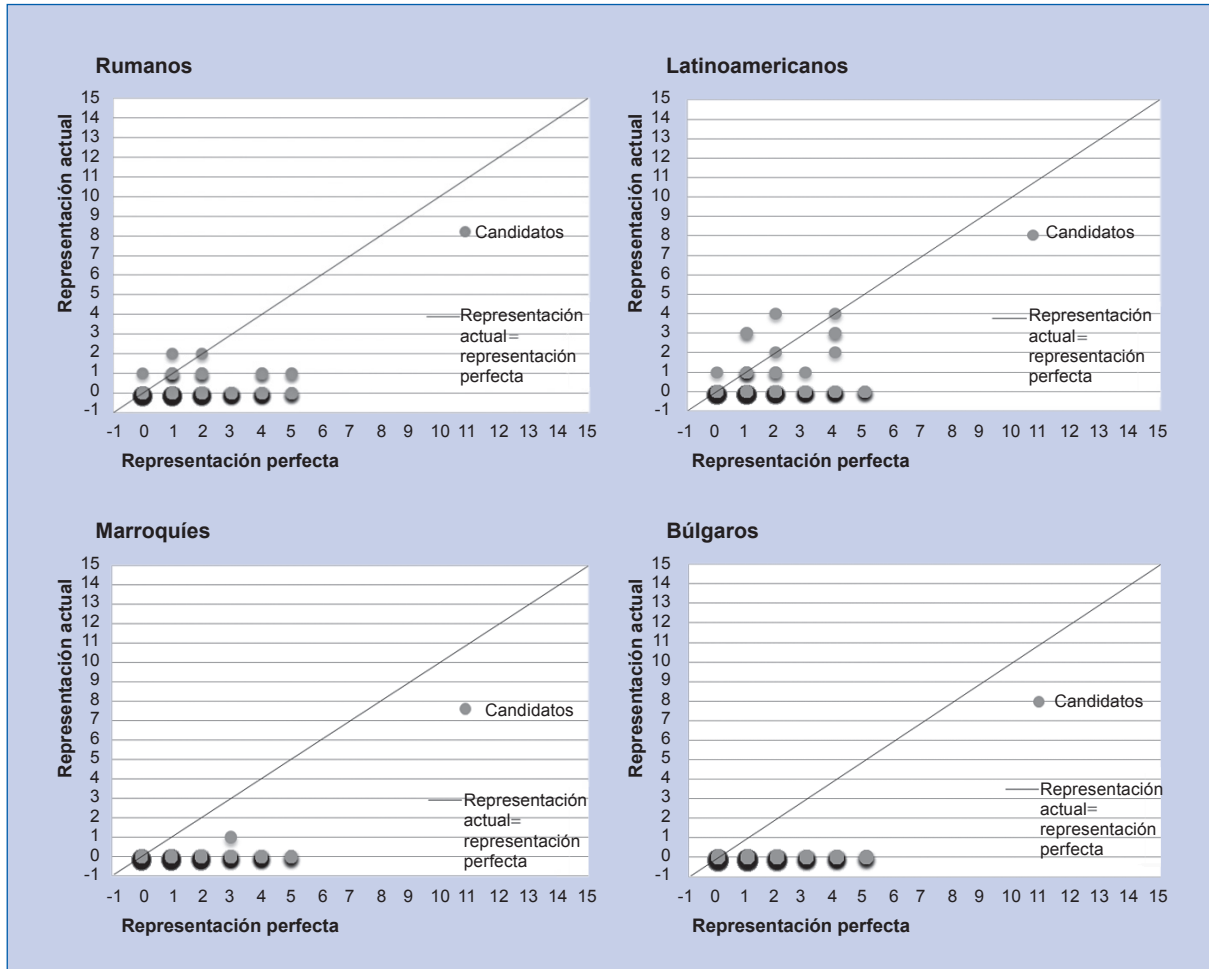 Rumanos
Representación actual
15
14
13
12
11
10
9
8
7
6
5
4
3
2
1
0
-1
Candidatos
Representación
actual=
representación
perfecta
-1 0 1 2 3 4 5 7 7 8 9 10 11 12 13 14 15
Representación perfecta
Latinoamericanos
Representación actual
15
14
13
12
11
10
9
8
7
6
5
4
3
2
1
0
-1
Candidatos
Representación
actual=
representación
perfecta
-1 0 1 2 3 4 5 6 7 8 9 10 11 12 13 14 15
Representación perfecta
Marroquíes
Representación actual
15
14
13
12
11
10
9
8
7
6
5
4
3
2
1
0
-1
Candidatos
Representación
actual=
representación
perfecta
-1 0 1 2 3 4 5 6 7 8 9 10 11 12 13 14 15
Representación perfecta
Búlgaros
Representación actual
15
14
13
12
11
10
9
8
7
6
5
4
3
2
1
0
-1
Candidatos
Representación
actual=
representación
perfecta
-1 0 1 2 3 4 5 6 7 8 9 10 11 12 13 14 15
Representación perfecta